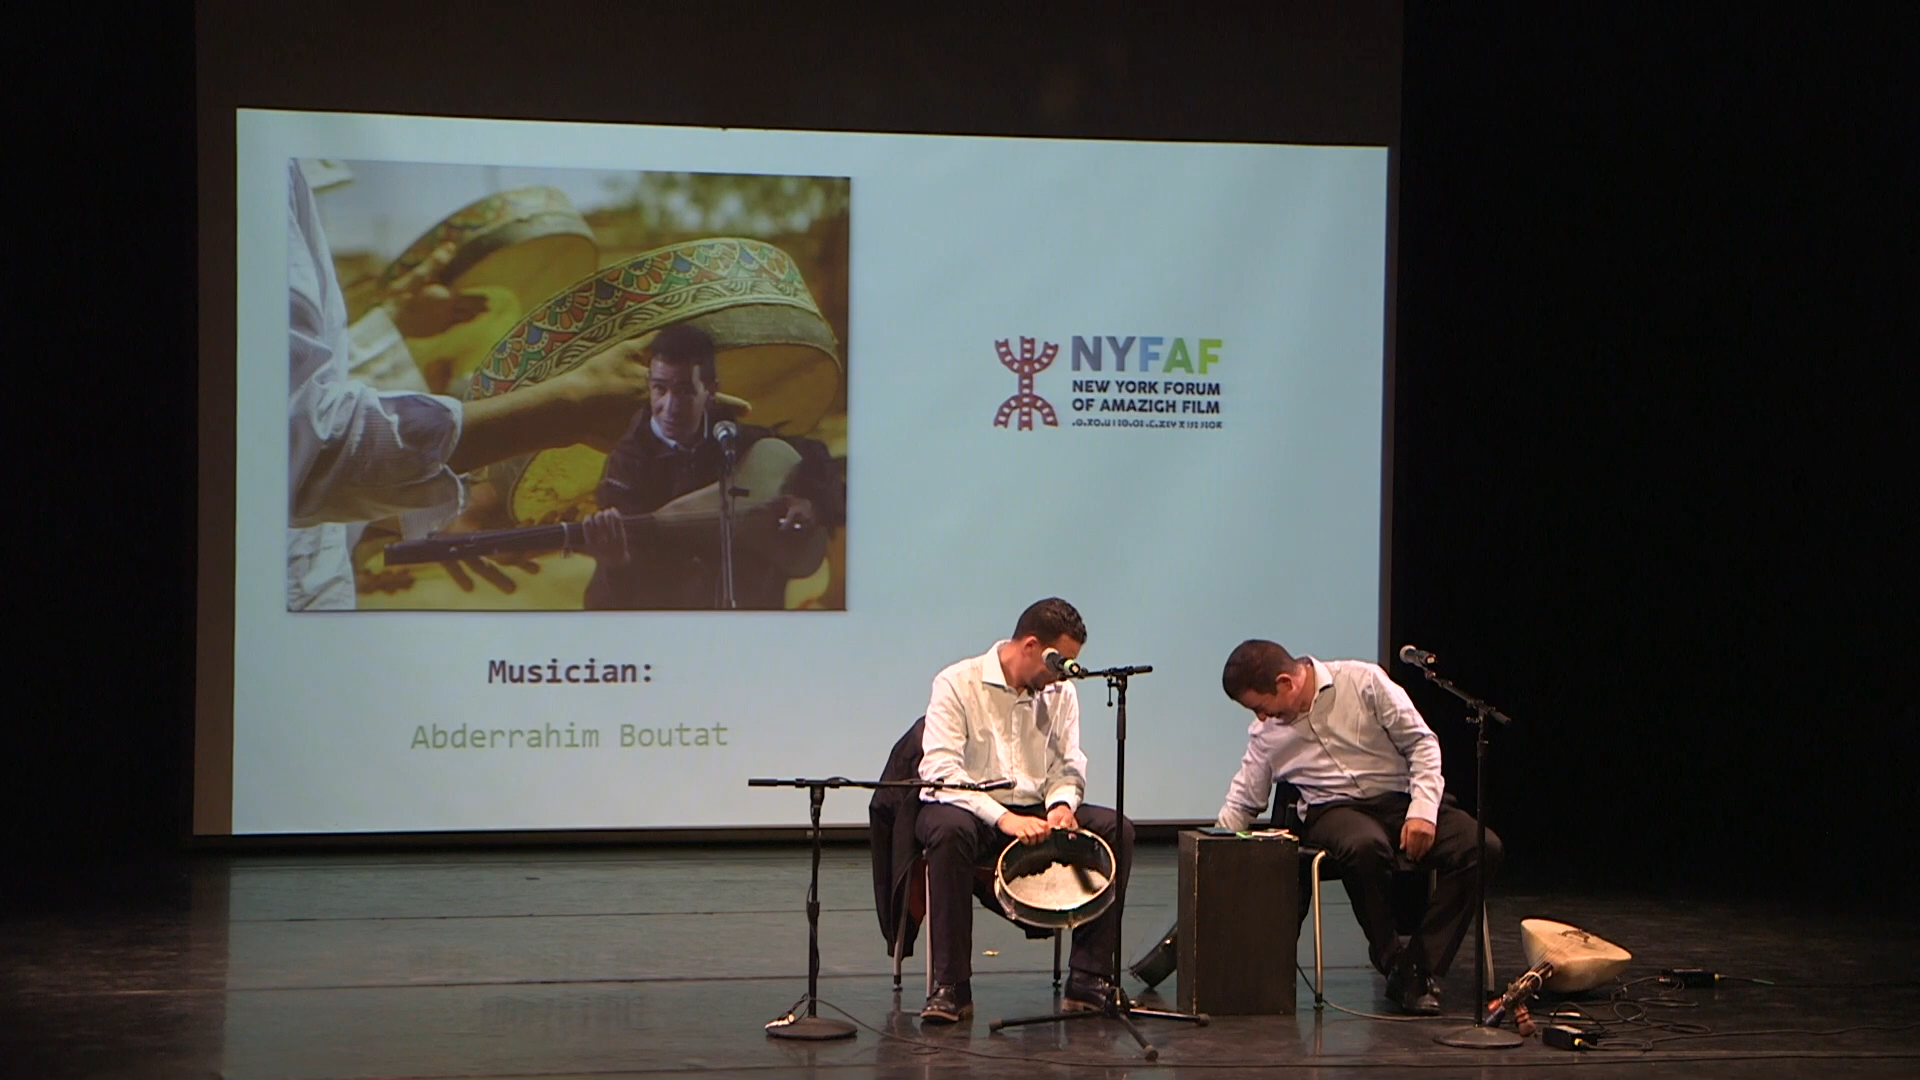 NYFAF
NEW YORK FORUM
OF AMAZIGH FILM
Musician:
Abderrahim Boutat